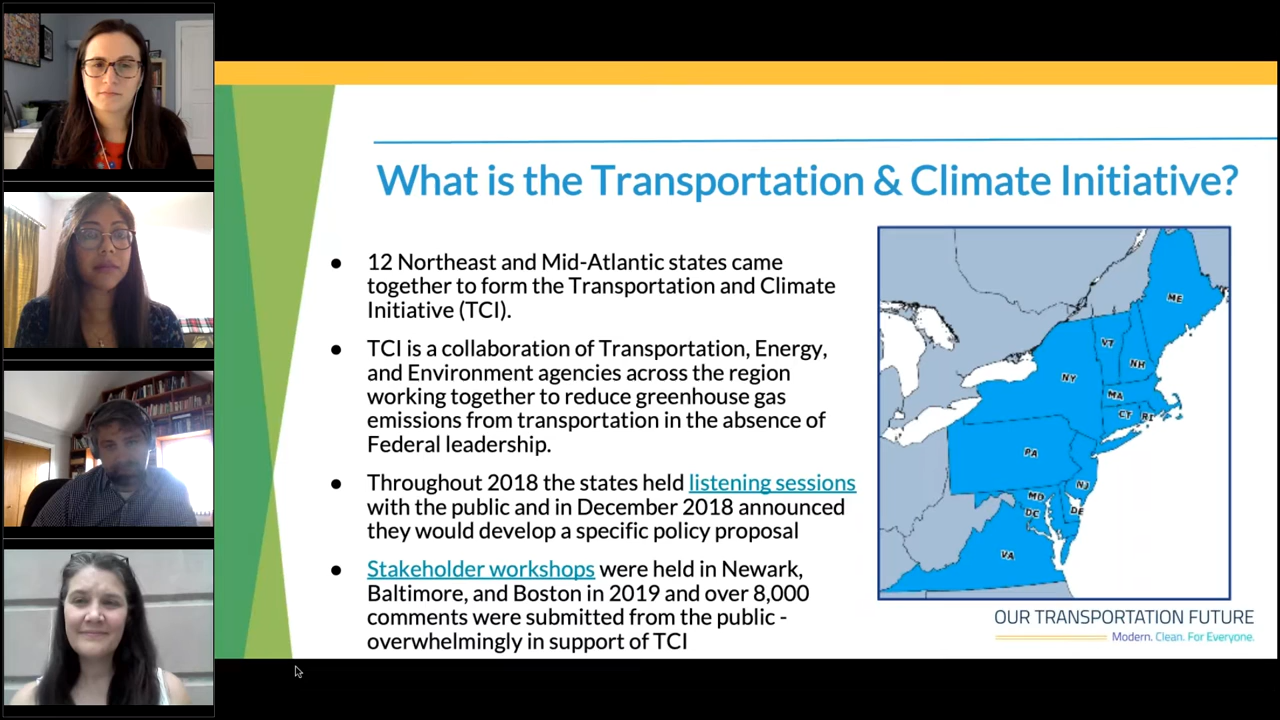 What is the Transportation & Climate Initiative?
● 12 Northeast and Mid-Atlantic states came
together to form the Transportation and Climate
Initiative (TCI).
● TCI is a collaboration of Transportation, Energy,
and Environment agencies across the region
working together to reduce greenhouse gas
emissions from transportation in the absence of
Federal leadership.
● Throughout 2018 the states held listening sessions
with the public and in December 2018 announced
they would develop a specific policy proposal
● Stakeholder workshops were held in Newark,
Baltimore, and Boston in 2019 and over 8,000
comments were submitted from the public -
overwhelmingly in support of TCI
ME
VT
NH
NY
MA
CT RI
PA
NJ
MD
DE
DC
VA
OUR TRANSPORTATION FUTURE
Modern. Clean. For Everyone.